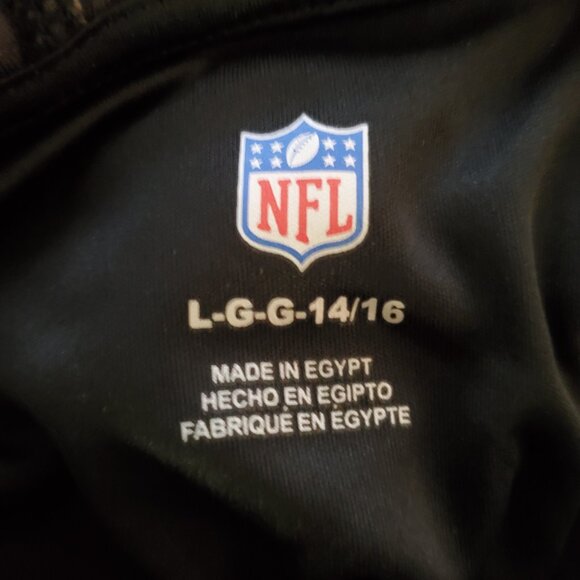 NFL
L-G-G-14/16
MADE IN EGYPT
HECHO EN EGIPTO
FABRIQUÉ EN ÉGYPTE